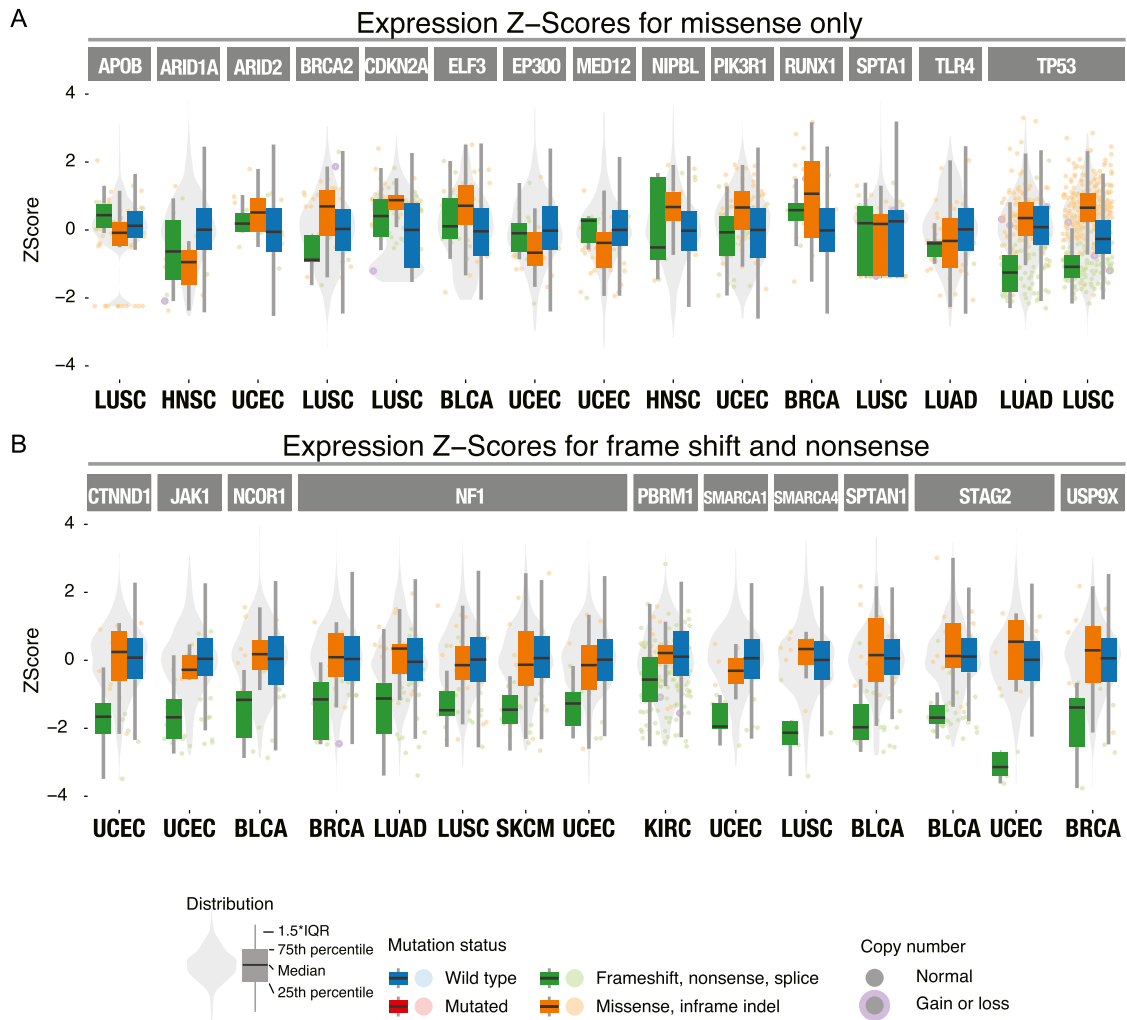 A
Expression Z−Scores for missense only
APOB ARID1A ARID2 BRCA2 CDKN2A ELF3 EP300 MED12 NIPBL PIK3R1 RUNX1 SPTA1 TLR4 TP53
4
2
0
−2
−4
ZScore
LUSC HNSC UCEC LUSC LUSC BLCA UCEC UCEC HNSC UCEC BRCA LUSC LUAD LUAD LUSC
B
Expression Z−Scores for frame shift and nonsense
CTNND1 JAK1 NCOR1 NF1 PBRM1 SMARCA1 SMARCA4 SPTAN1 STAG2 USP9X
4
2
0
−2
−4
ZScore
UCEC UCEC BLCA BRCA LUAD LUSC SKCM UCEC KIRC UCEC LUSC BLCA BLCA UCEC BRCA
Distribution
1.5*IQR
75th percentile
Median
25th percentile
Mutation status
Wild type
Mutated
Frameshift, nonsense, splice
Missense, inframe indel
Copy number
Normal
Gain or loss